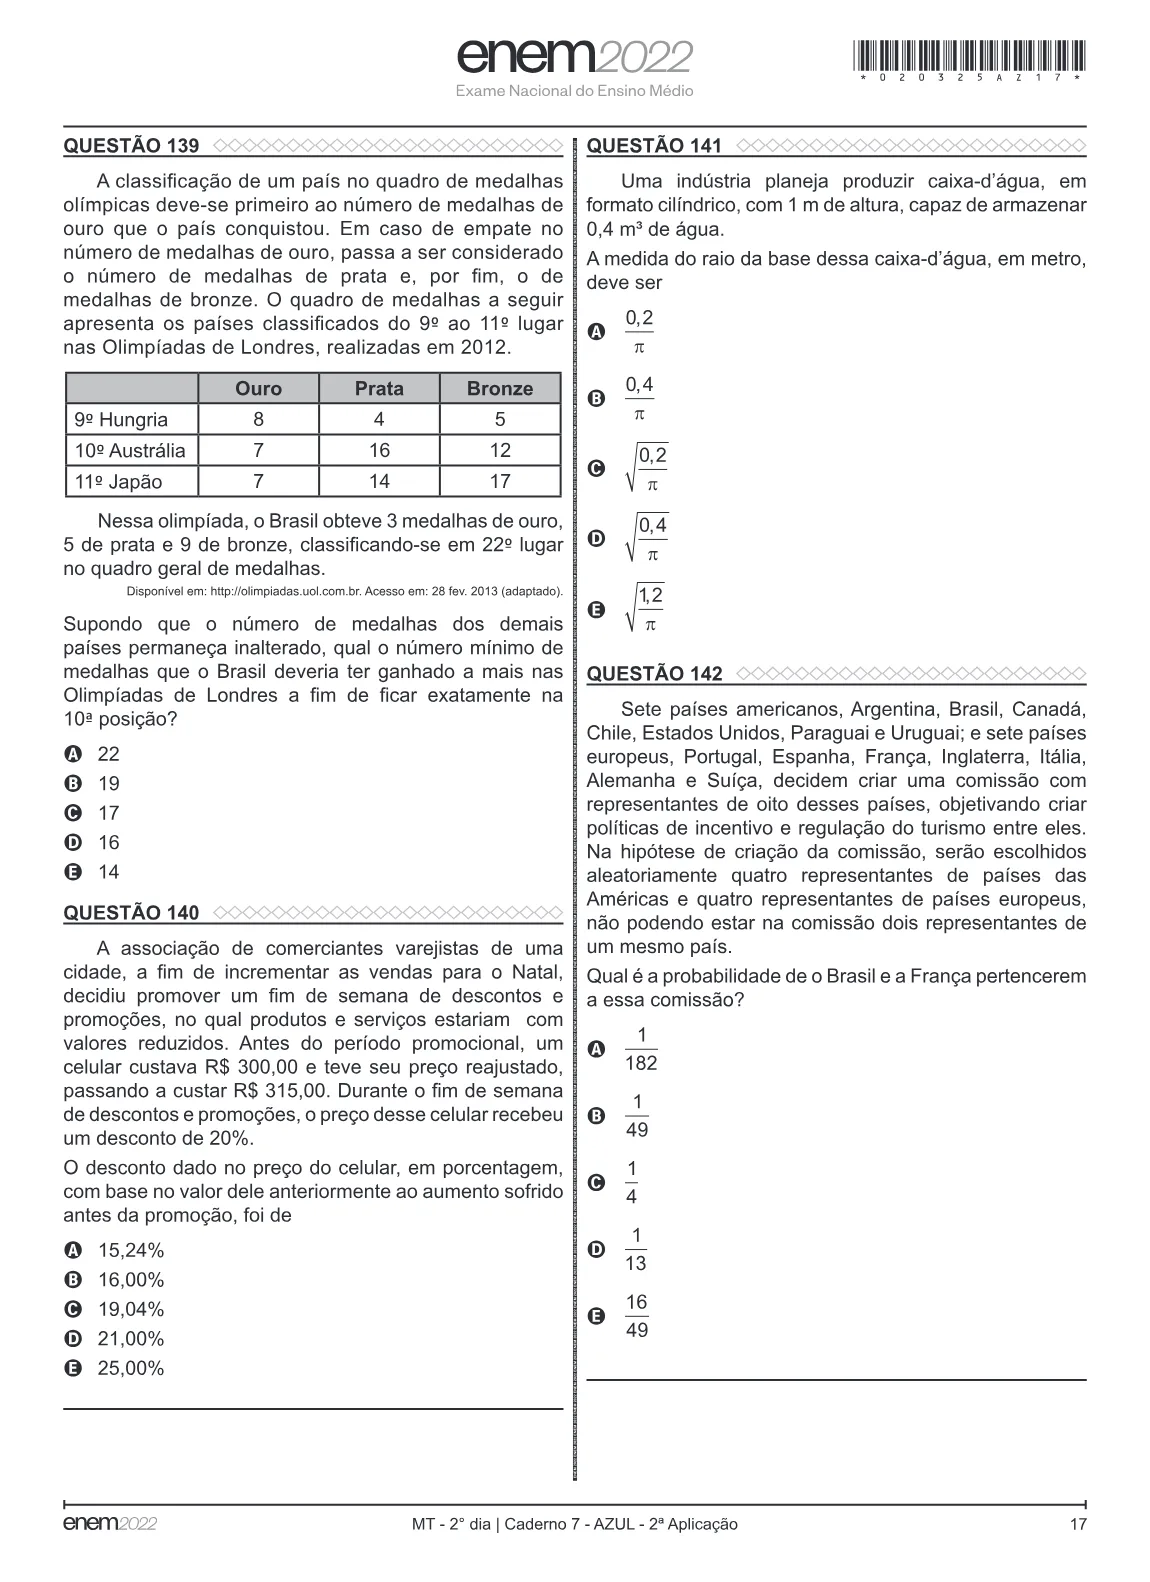 enem2022
Exame Nacional do Ensino Médio
*020325AZ17*
QUESTÃO 139
A classificação de um país no quadro de medalhas
olímpicas deve-se primeiro ao número de medalhas de
ouro que o país conquistou. Em caso de empate no
número de medalhas de ouro, passa a ser considerado
o número de medalhas de prata e, por fim, o de
medalhas de bronze. O quadro de medalhas a seguir
apresenta os países classificados do 9º ao 11º lugar
nas Olimpíadas de Londres, realizadas em 2012.
Ouro Prata Bronze
9º Hungria 8 4 5
10º Austrália 7 16 12
11º Japão 7 14 17
Nessa olimpíada, o Brasil obteve 3 medalhas de ouro,
5 de prata e 9 de bronze, classificando-se em 22º lugar
no quadro geral de medalhas.
Disponível em: http://olimpiadas.uol.com.br. Acesso em: 28 fev. 2013 (adaptado).
Supondo que o número de medalhas dos demais
países permaneça inalterado, qual o número mínimo de
medalhas que o Brasil deveria ter ganhado a mais nas
Olimpíadas de Londres a fim de ficar exatamente na
10ª posição?
A 22
B 19
C 17
D 16
E 14
QUESTÃO 140
A associação de comerciantes varejistas de uma
cidade, a fim de incrementar as vendas para o Natal,
decidiu promover um fim de semana de descontos e
promoções, no qual produtos e serviços estariam com
valores reduzidos. Antes do período promocional, um
celular custava R$ 300,00 e teve seu preço reajustado,
passando a custar R$ 315,00. Durante o fim de semana
de descontos e promoções, o preço desse celular recebeu
um desconto de 20%.
O desconto dado no preço do celular, em porcentagem,
com base no valor dele anteriormente ao aumento sofrido
antes da promoção, foi de
A 15,24%
B 16,00%
C 19,04%
D 21,00%
E 25,00%
QUESTÃO 141
Uma indústria planeja produzir caixa-d’água, em
formato cilíndrico, com 1 m de altura, capaz de armazenar
0,4 m³ de água.
A medida do raio da base dessa caixa-d’água, em metro,
deve ser
A 0,2/π
B 0,4/π
C √(0,2/π)
D √(0,4/π)
E √(1,2/π)
QUESTÃO 142
Sete países americanos, Argentina, Brasil, Canadá,
Chile, Estados Unidos, Paraguai e Uruguai; e sete países
europeus, Portugal, Espanha, França, Inglaterra, Itália,
Alemanha e Suíça, decidem criar uma comissão com
representantes de oito desses países, objetivando criar
políticas de incentivo e regulação do turismo entre eles.
Na hipótese de criação da comissão, serão escolhidos
aleatoriamente quatro representantes de países das
Américas e quatro representantes de países europeus,
não podendo estar na comissão dois representantes de
um mesmo país.
Qual é a probabilidade de o Brasil e a França pertencerem
a essa comissão?
A 1/182
B 1/49
C 1/4
D 1/13
E 16/49
enem2022
MT - 2° dia | Caderno 7 - AZUL - 2ª Aplicação
17